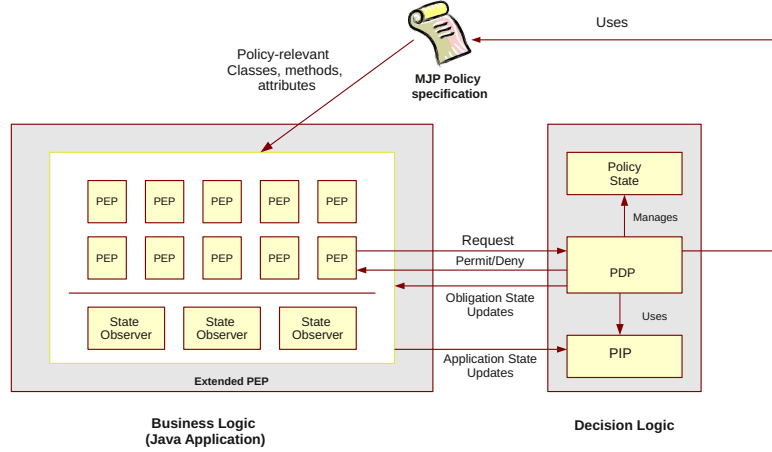 Uses
Policy-relevant
Classes, methods,
attributes
MJP Policy
specification
PEP PEP PEP PEP PEP
PEP PEP PEP PEP PEP
State
Observer
State
Observer
State
Observer
Extended PEP
Request
Permit/Deny
Obligation State
Updates
Application State
Updates
Policy
State
Manages
PDP
Uses
PIP
Business Logic
(Java Application)
Decision Logic